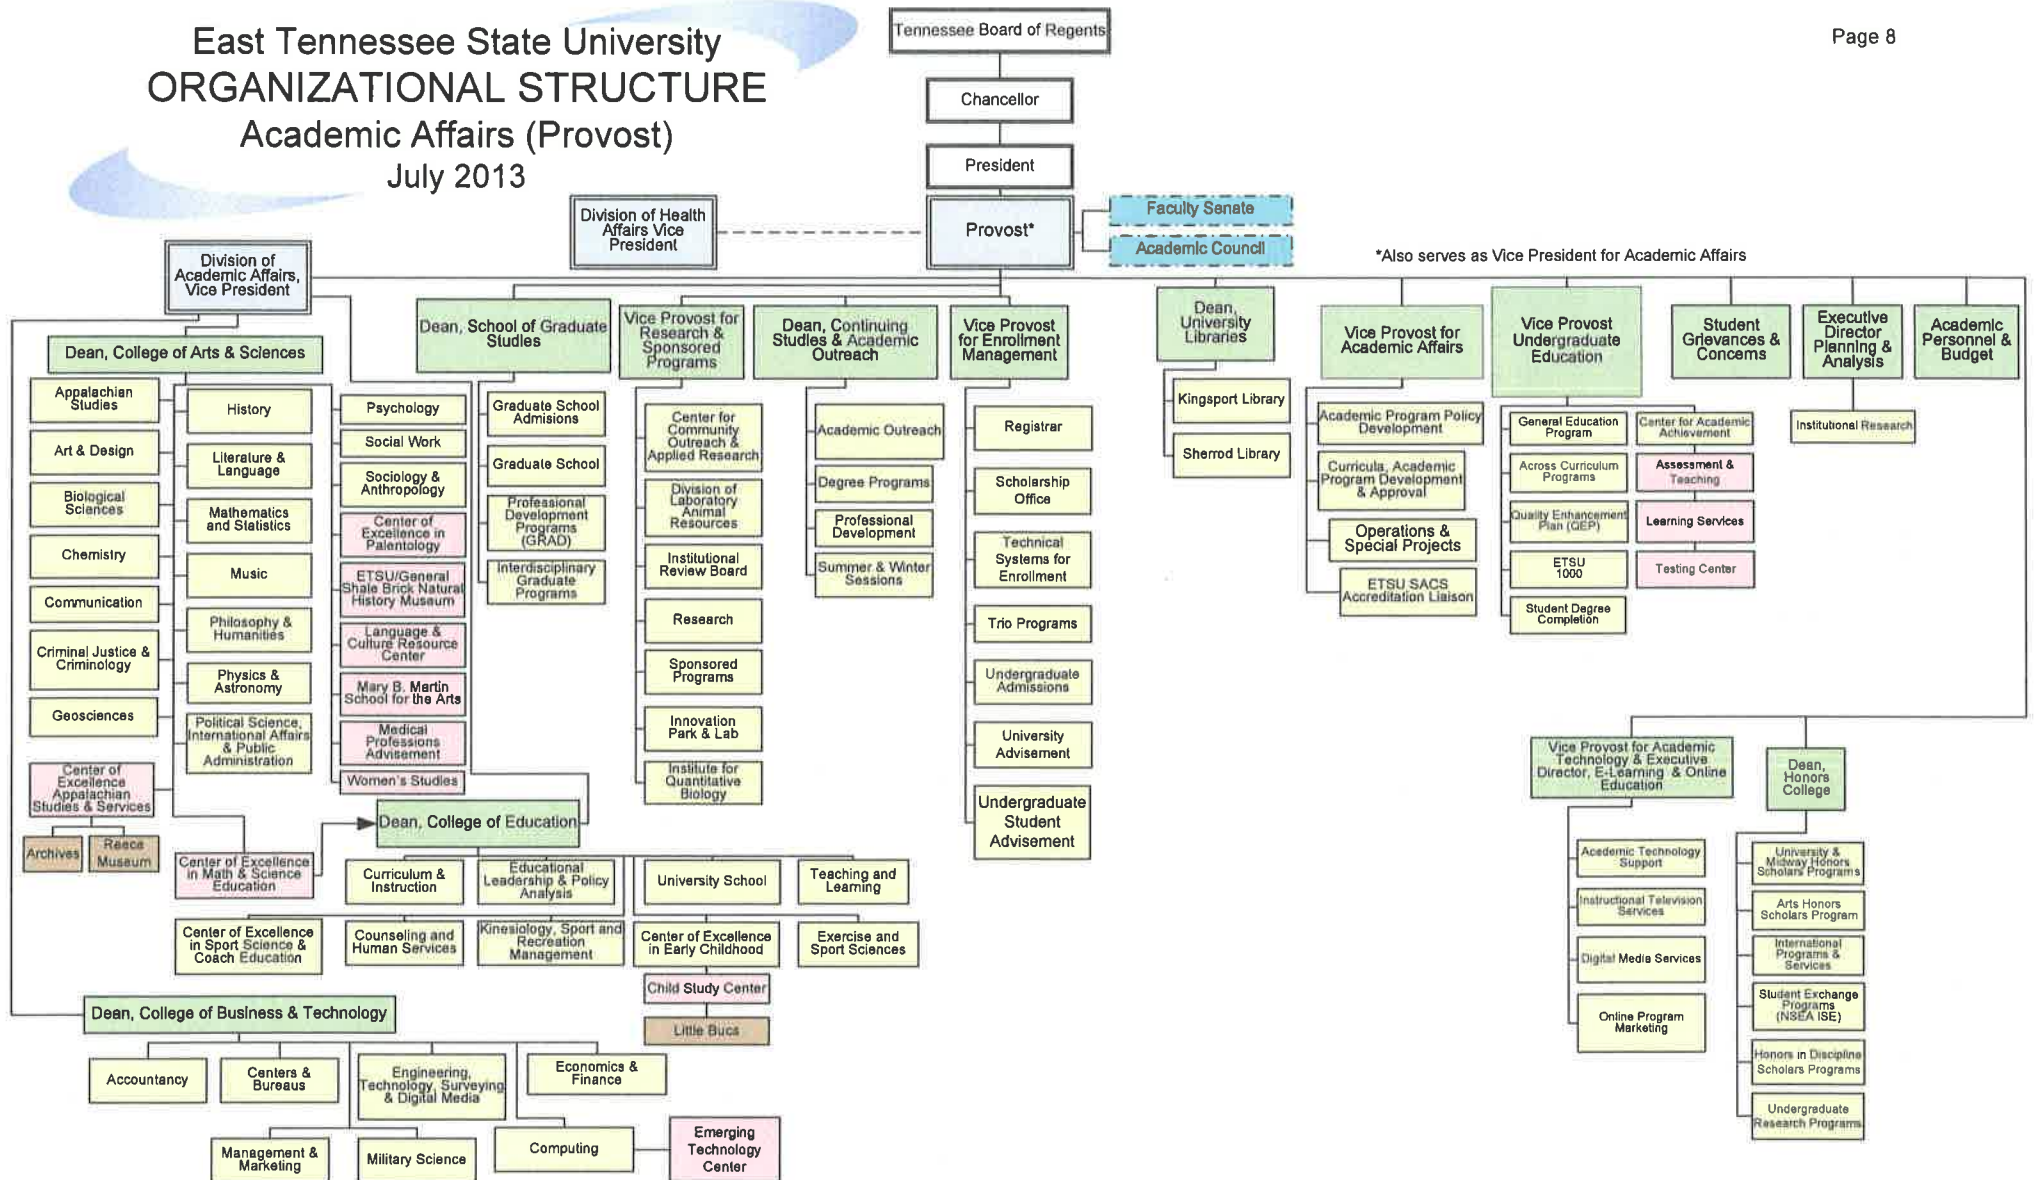 East Tennessee State University
ORGANIZATIONAL STRUCTURE
Academic Affairs (Provost)
July 2013
Page 8
Tennessee Board of Regents
Chancellor
President
Division of Health
Affairs Vice
President
Provost*
Faculty Senate
Academic Council
*Also serves as Vice President for Academic Affairs
Division of
Academic Affairs,
Vice President
Dean, College of Arts & Sciences
Appalachian
Studies
Art & Design
Biological
Sciences
Chemistry
Communication
Criminal Justice &
Criminology
Geosciences
Center of
Excellence
Appalachian
Studies & Services
Archives
Reece
Museum
History
Literature &
Language
Mathematics
and Statistics
Music
Philosophy &
Humanities
Physics &
Astronomy
Political Science,
International Affairs
& Public
Administration
Center of Excellence
in Math & Science
Education
Psychology
Social Work
Sociology &
Anthropology
Center of
Excellence in
Palentology
ETSU/General
Shale Brick Natural
History Museum
Language &
Culture Resource
Center
Mary B. Martin
School for the Arts
Medical
Professions
Advisement
Women's Studies
Dean, School of Graduate
Studies
Graduate School
Admisions
Graduate School
Professional
Development
Programs
(GRAD)
Interdisciplinary
Graduate
Programs
Vice Provost for
Research &
Sponsored
Programs
Center for
Community
Outreach &
Applied Research
Division of
Laboratory
Animal
Resources
Institutional
Review Board
Research
Sponsored
Programs
Innovation
Park & Lab
Institute for
Quantitative
Biology
Dean, Continuing
Studies & Academic
Outreach
Academic Outreach
Degree Programs
Professional
Development
Summer & Winter
Sessions
Vice Provost
for Enrollment
Management
Registrar
Scholarship
Office
Technical
Systems for
Enrollment
Trio Programs
Undergraduate
Admissions
University
Advisement
Undergraduate
Student
Advisement
Dean,
University
Libraries
Kingsport Library
Sherrod Library
Vice Provost for
Academic Affairs
Academic Program Policy
Development
Curricula, Academic
Program Development
& Approval
Operations &
Special Projects
ETSU SACS
Accreditation Liaison
Vice Provost
Undergraduate
Education
General Education
Program
Across Curriculum
Programs
Quality Enhancement
Plan (QEP)
ETSU
1000
Student Degree
Completion
Center for Academic
Achievement
Assessment &
Teaching
Learning Services
Testing Center
Student
Grievances &
Concerns
Executive
Director
Planning &
Analysis
Institutional Research
Academic
Personnel &
Budget
Vice Provost for Academic
Technology & Executive
Director, E-Learning & Online
Education
Academic Technology
Support
Instructional Television
Services
Digital Media Services
Online Program
Marketing
Dean,
Honors
College
University &
Midway Honors
Scholars Programs
Arts Honors
Scholars Program
International
Programs &
Services
Student Exchange
Programs
(NSEA ISE)
Honors in Discipline
Scholars Programs
Undergraduate
Research Programs
Dean, College of Education
Curriculum &
Instruction
Educational
Leadership & Policy
Analysis
University School
Teaching and
Learning
Center of Excellence
in Sport Science &
Coach Education
Counseling and
Human Services
Kinesiology, Sport and
Recreation
Management
Center of Excellence
in Early Childhood
Exercise and
Sport Sciences
Child Study Center
Little Bucs
Dean, College of Business & Technology
Accountancy
Centers &
Bureaus
Engineering,
Technology, Surveying
& Digital Media
Economics &
Finance
Management &
Marketing
Military Science
Computing
Emerging
Technology
Center